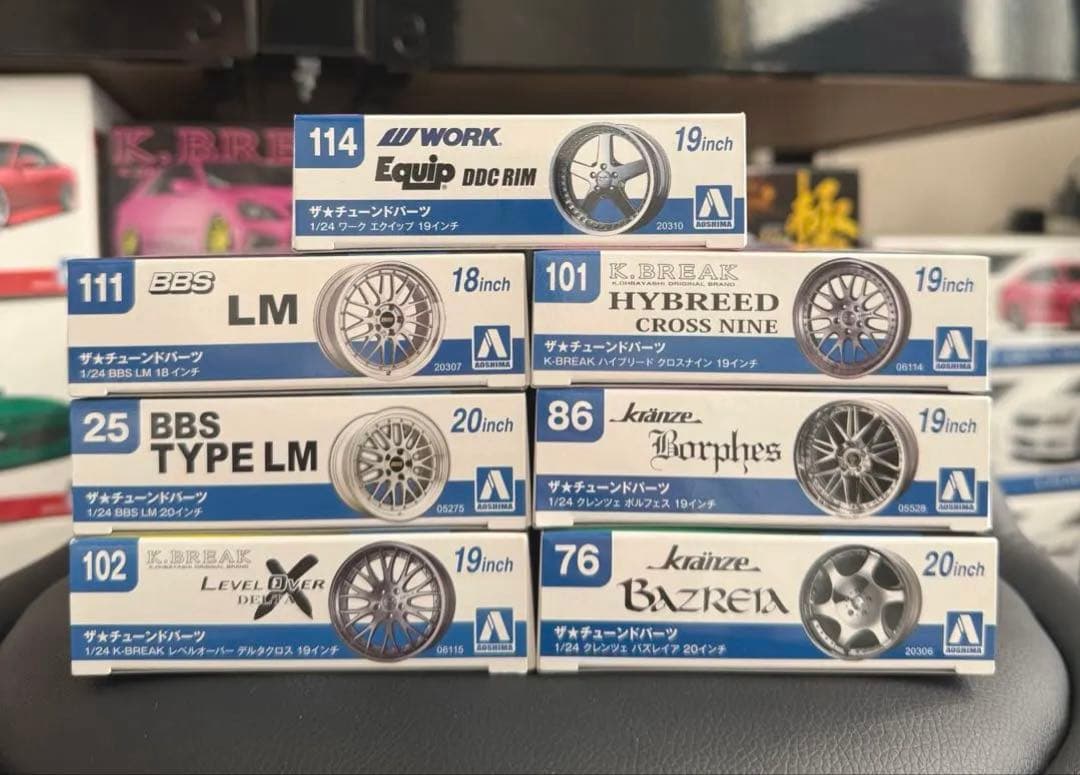 K.BRE
極
114
WORK
Equip DDC RIM
19inch
ザ★チューンドパーツ
1/24 ワーク エクイップ 19インチ
20310
AOSHIMA
111
BBS
LM
18inch
ザ★チューンドパーツ
1/24 BBS LM 18インチ
20307
AOSHIMA
101
K.BREAK
K.OHBAYASHI ORIGINAL BRAND
HYBREED
CROSS NINE
19inch
ザ★チューンドパーツ
K-BREAK ハイブリード クロスナイン 19インチ
06114
AOSHIMA
25
BBS
TYPE LM
20inch
ザ★チューンドパーツ
1/24 BBS LM 20インチ
05275
AOSHIMA
86
kränze
Borphes
19inch
ザ★チューンドパーツ
1/24 クレンツェ ボルフェス 19インチ
05528
AOSHIMA
102
K.BREAK
K.OHBAYASHI ORIGINAL BRAND
LEVEL OVER
DELTA X
19inch
ザ★チューンドパーツ
1/24 K-BREAK レベルオーバー デルタクロス 19インチ
06115
AOSHIMA
76
kränze
BAZREIA
20inch
ザ★チューンドパーツ
1/24 クレンツェ バズレイア 20インチ
20306
AOSHIMA